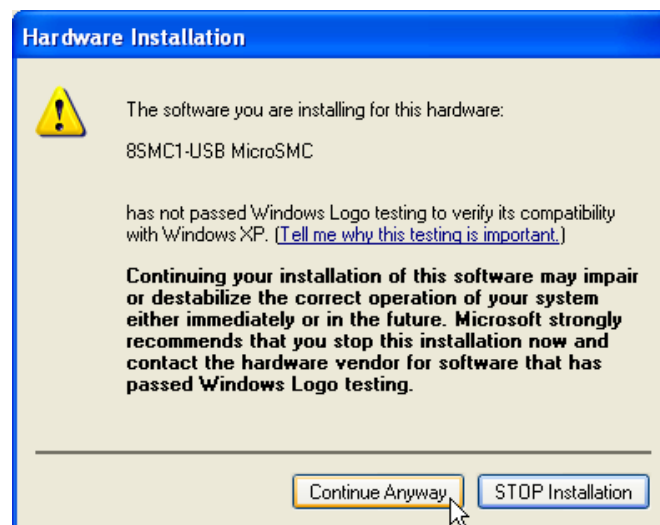 Hardware Installation
The software you are installing for this hardware:
8SMC1-USB MicroSMC
has not passed Windows Logo testing to verify its compatibility
with Windows XP. (Tell me why this testing is important.)
Continuing your installation of this software may impair
or destabilize the correct operation of your system
either immediately or in the future. Microsoft strongly
recommends that you stop this installation now and
contact the hardware vendor for software that has
passed Windows Logo testing.
Continue Anyway STOP Installation